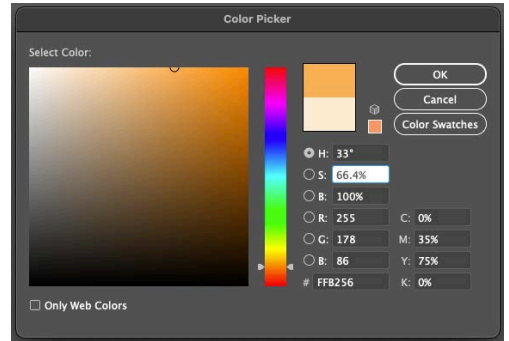 Color Picker
Select Color:
OK
Cancel
Color Swatches
H: 33°
S: 66.4%
B: 100%
R: 255 C: 0%
G: 178 M: 35%
B: 86 Y: 75%
# FFB256 K: 0%
Only Web Colors